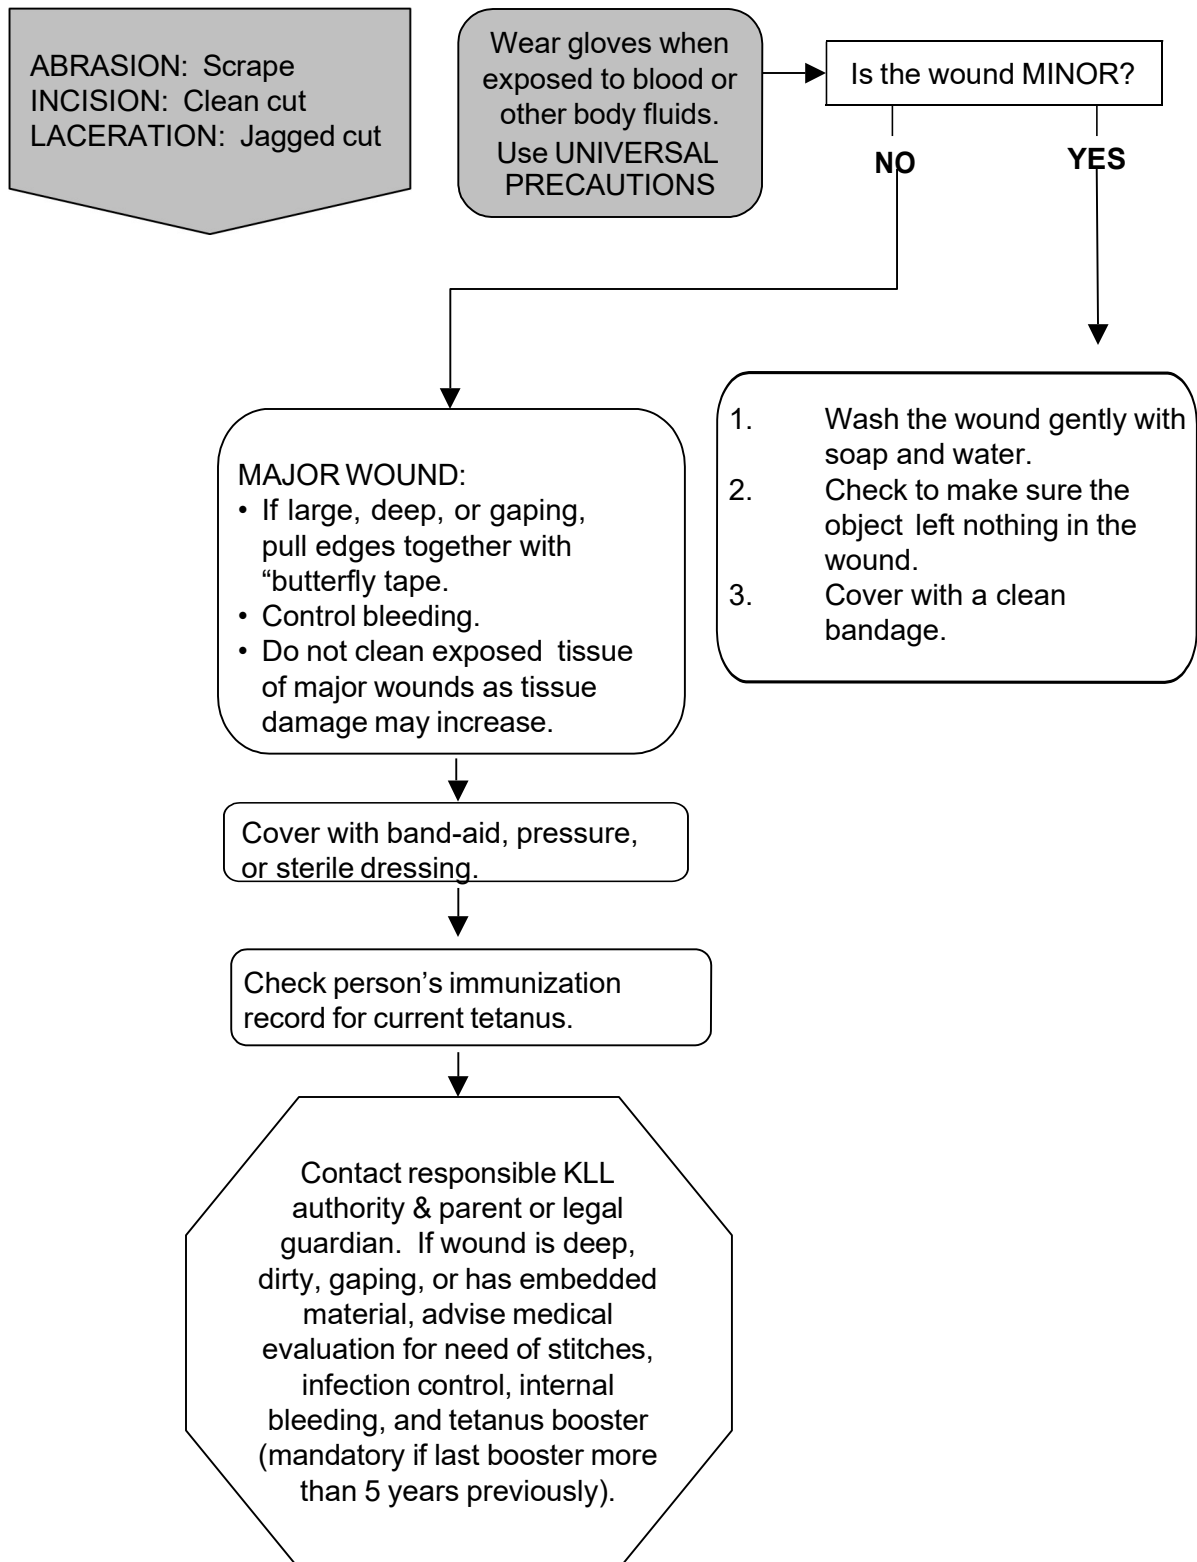 ABRASION: Scrape
INCISION: Clean cut
LACERATION: Jagged cut
Wear gloves when
exposed to blood or
other body fluids.
Use UNIVERSAL
PRECAUTIONS
Is the wound MINOR?
NO
YES
MAJOR WOUND:
• If large, deep, or gaping,
pull edges together with
“butterfly tape.
• Control bleeding.
• Do not clean exposed tissue
of major wounds as tissue
damage may increase.
1. Wash the wound gently with
soap and water.
2. Check to make sure the
object left nothing in the
wound.
3. Cover with a clean
bandage.
Cover with band-aid, pressure,
or sterile dressing.
Check person’s immunization
record for current tetanus.
Contact responsible KLL
authority & parent or legal
guardian. If wound is deep,
dirty, gaping, or has embedded
material, advise medical
evaluation for need of stitches,
infection control, internal
bleeding, and tetanus booster
(mandatory if last booster more
than 5 years previously).